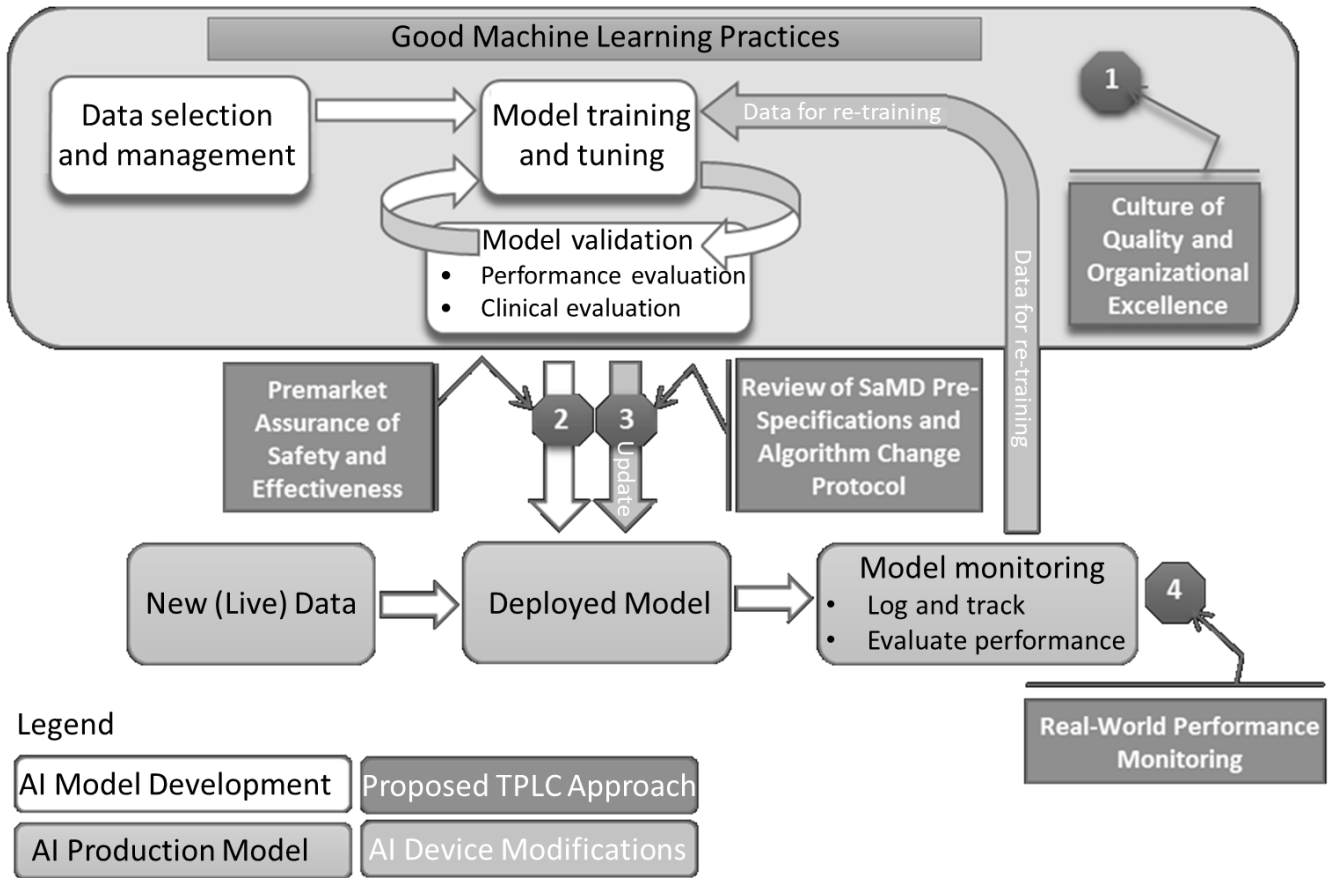 Good Machine Learning Practices
Data selection
and management
Model training
and tuning
Data for re-training
1
Culture of
Quality and
Organizational
Excellence
Model validation
• Performance evaluation
• Clinical evaluation
Data for re-training
Premarket
Assurance of
Safety and
Effectiveness
2
3
Update
Review of SaMD Pre-
Specifications and
Algorithm Change
Protocol
New (Live) Data
Deployed Model
Model monitoring
• Log and track
• Evaluate performance
4
Real-World Performance
Monitoring
Legend
AI Model Development
Proposed TPLC Approach
AI Production Model
AI Device Modifications